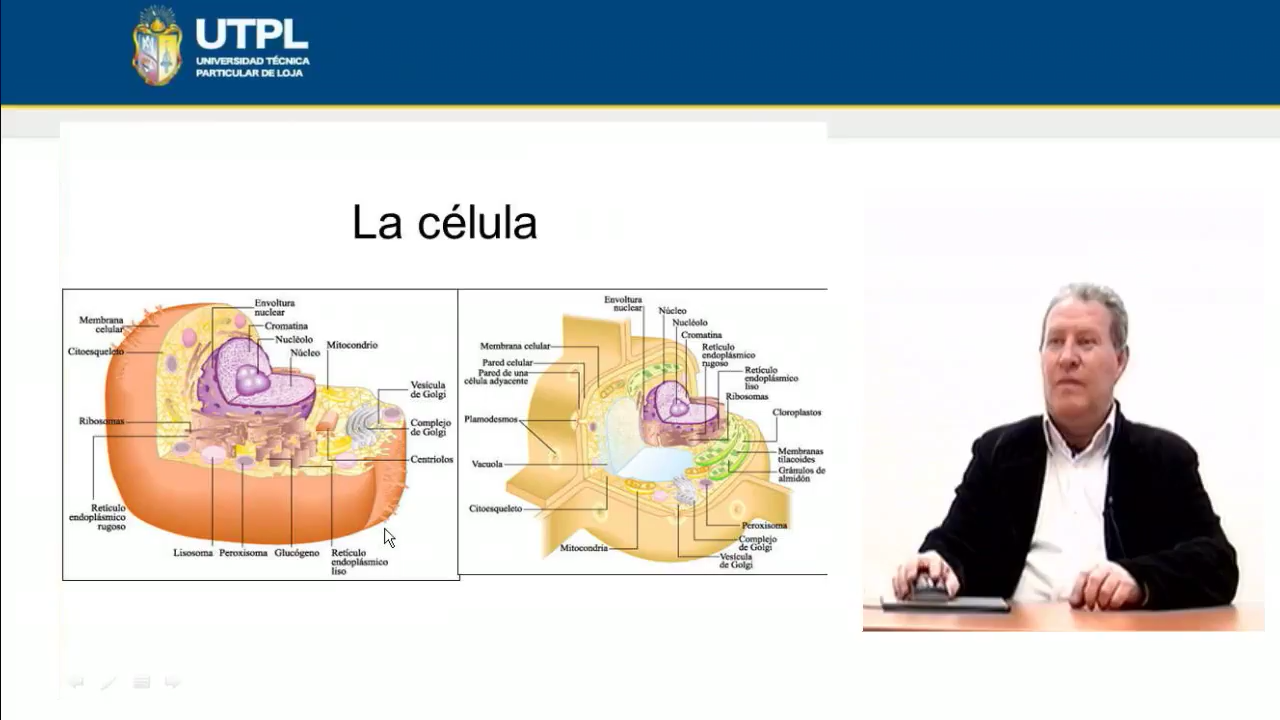 UTPL
UNIVERSIDAD TÉCNICA
PARTICULAR DE LOJA
La célula
Envoltura
nuclear
Membrana
celular
Cromatina
Nucléolo
Citoesqueleto
Núcleo
Mitocondrio
Vesícula
de Golgi
Ribosomas
Complejo
de Golgi
Centríolos
Retículo
endoplásmico
rugoso
Lisosoma
Peroxisoma
Glucógeno
Retículo
endoplásmico
liso
Envoltura
nuclear
Núcleo
Nucléolo
Cromatina
Membrana celular
Retículo
endoplásmico
rugoso
Pared celular
Pared de una
célula adyacente
Retículo
endoplásmico
liso
Ribosomas
Cloroplastos
Plamodesmos
Membranas
tilacoides
Vacuola
Gránulos de
almidón
Citoesqueleto
Peroxisoma
Complejo
de Golgi
Mitocondria
Vesícula
de Golgi